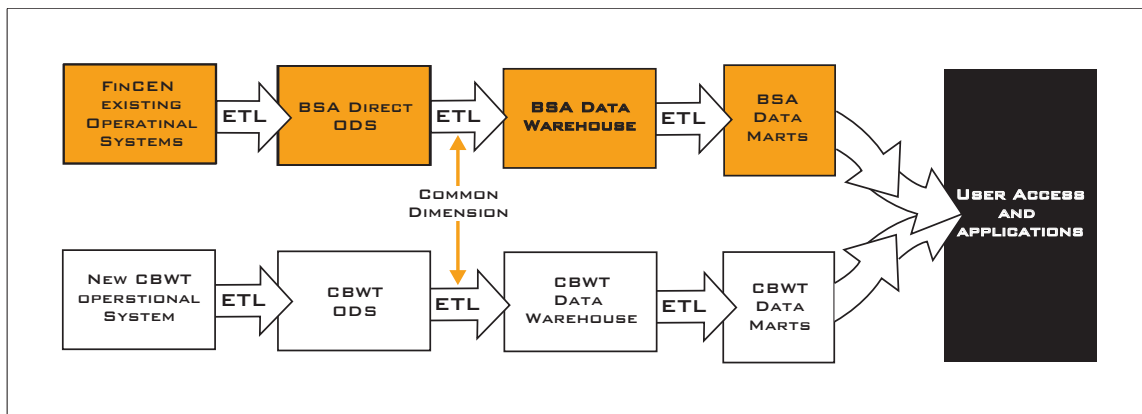 FinCEN
existing
Operatinal
Systems
ETL
BSA Direct
ODS
ETL
BSA Data
Warehouse
ETL
BSA
Data
Marts
Common
Dimension
User Access
and
applications
New CBWT
operstional
System
ETL
CBWT
ODS
ETL
CBWT
Data
Warehouse
ETL
CBWT
Data
Marts